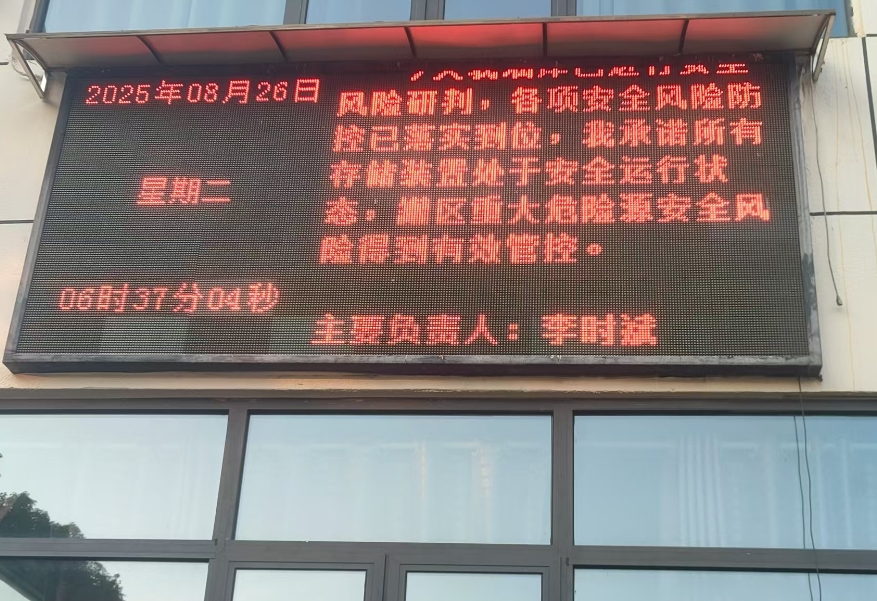 2025年08月26日
星期二
06时37分04秒
风险研判，各项安全风险防
控已落实到位，我承诺所有
存储装置处于安全运行状
态，罐区重大危险源安全风
险得到有效管控。
主要负责人：李时斌